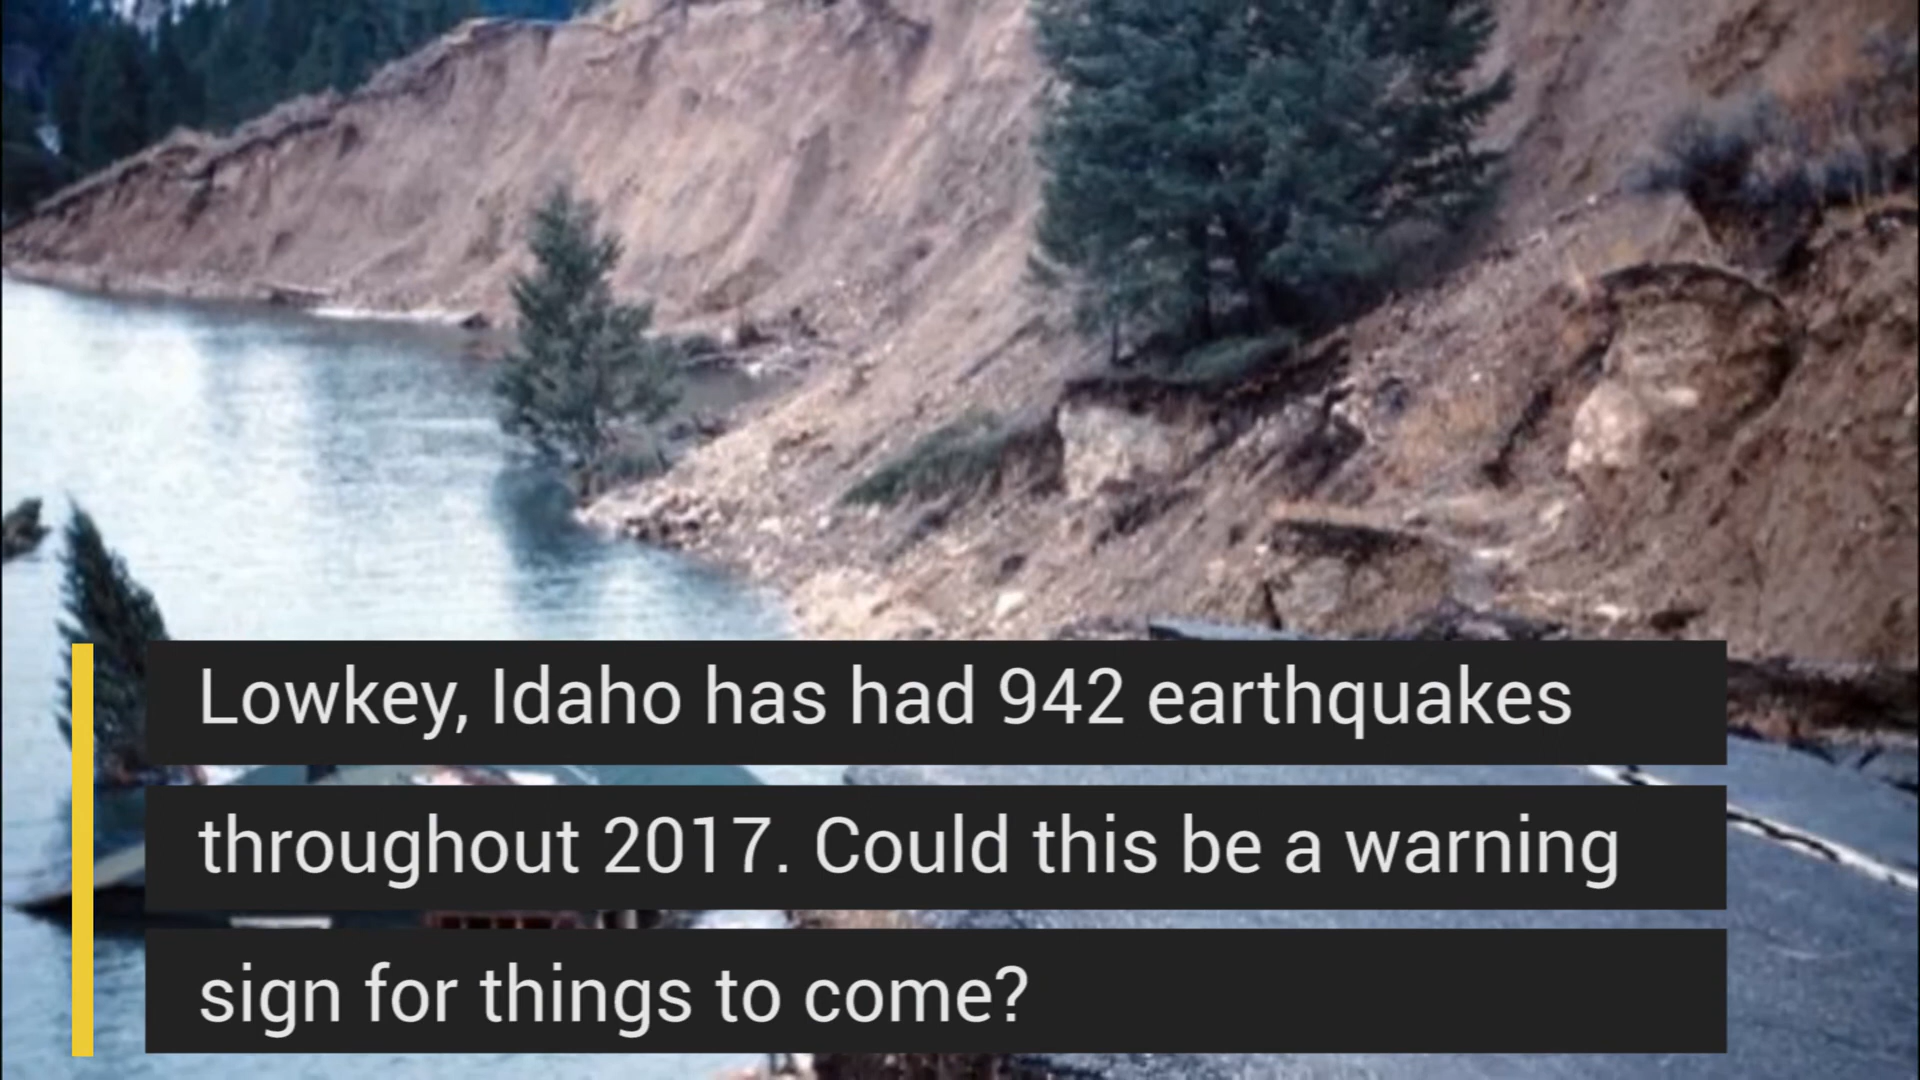 Lowkey, Idaho has had 942 earthquakes
throughout 2017. Could this be a warning
sign for things to come?